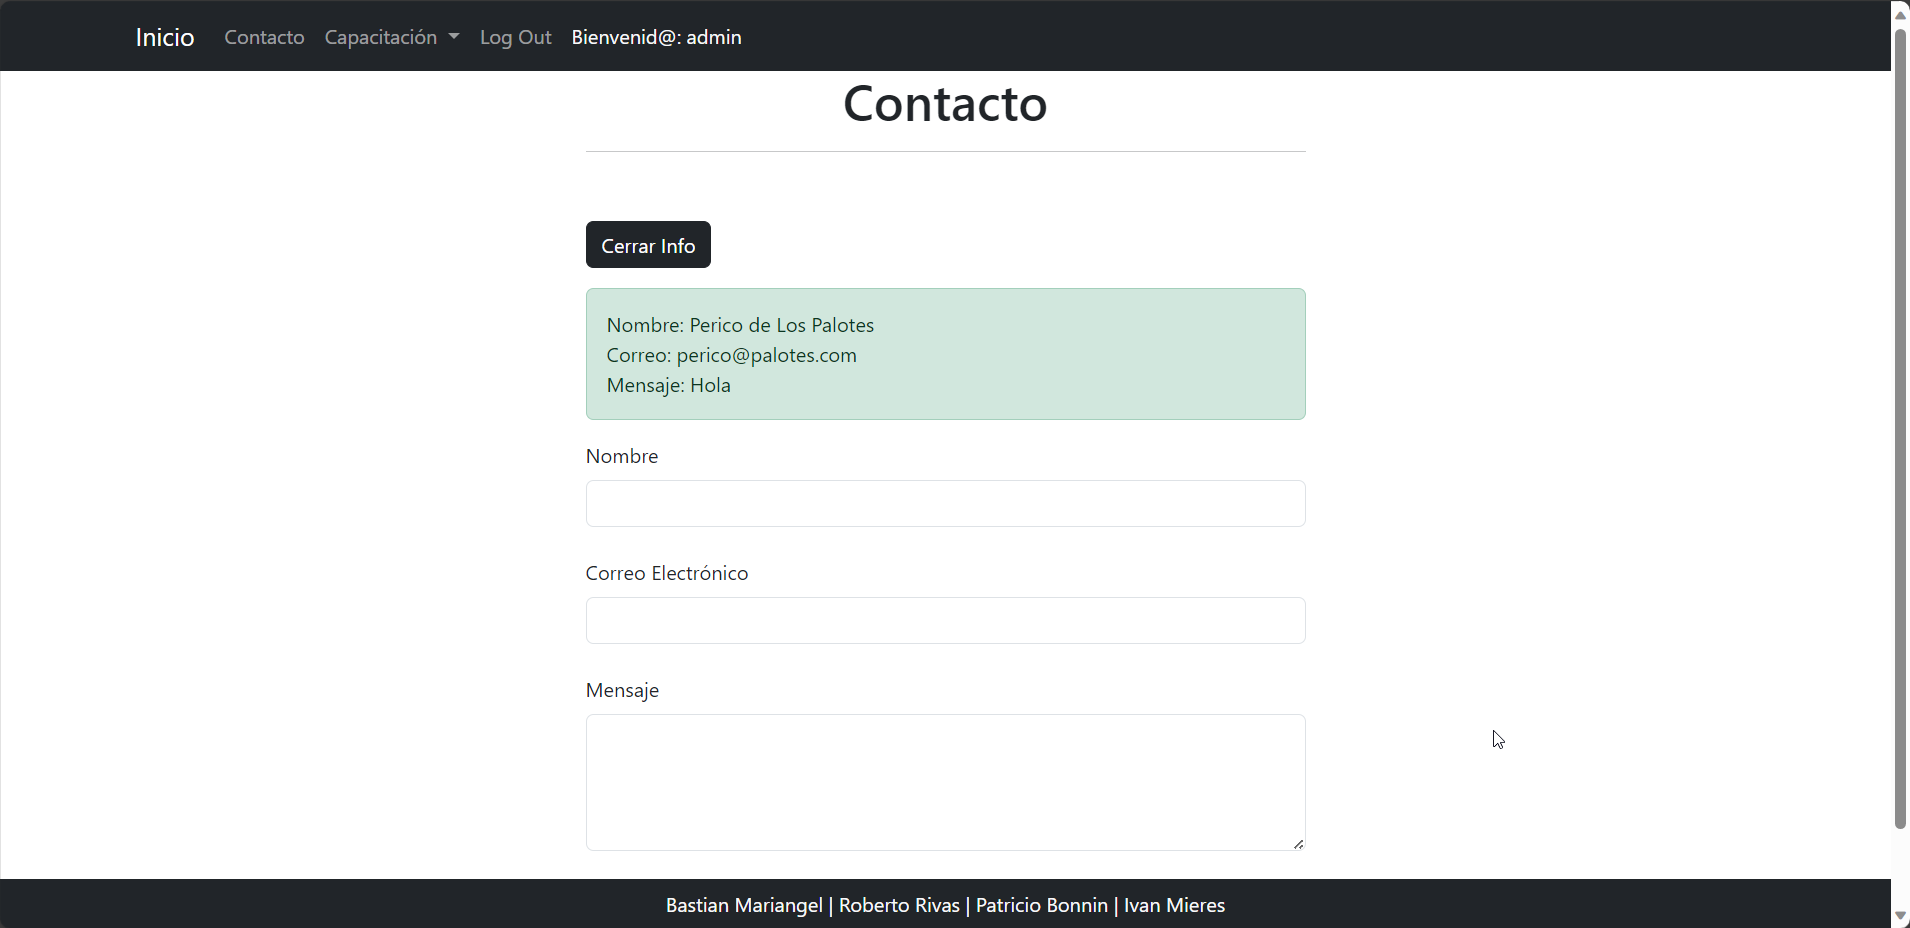 Inicio Contacto Capacitación Log Out Bienvenid@: admin
Contacto
Cerrar Info
Nombre: Perico de Los Palotes
Correo: perico@palotes.com
Mensaje: Hola
Nombre
Correo Electrónico
Mensaje
Bastian Mariangel | Roberto Rivas | Patricio Bonnin | Ivan Mieres